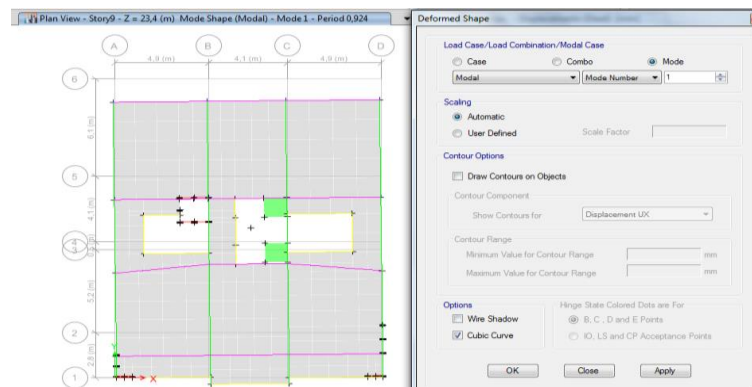 Plan View - Story9 - Z = 23,4 (m) Mode Shape (Modal) - Mode 1 - Period 0,924
A B C D
4,9 (m) 4,1 (m) 4,9 (m)
6
6,1 (m)
5
4,1 (m)
5,2 (m)
2
2,8 (m)
Y
1
X
Deformed Shape
Load Case/Load Combination/Modal Case
Case Combo Mode
Modal Mode Number 1
Scaling
Automatic
User Defined Scale Factor
Contour Options
Draw Contours on Objects
Contour Component
Show Contours for Displacement UX
Contour Range
Minimum Value for Contour Range mm
Maximum Value for Contour Range mm
Options Hinge State Colored Dots are For
Wire Shadow B, C , D and E Points
Cubic Curve IO, LS and CP Acceptance Points
OK Close Apply